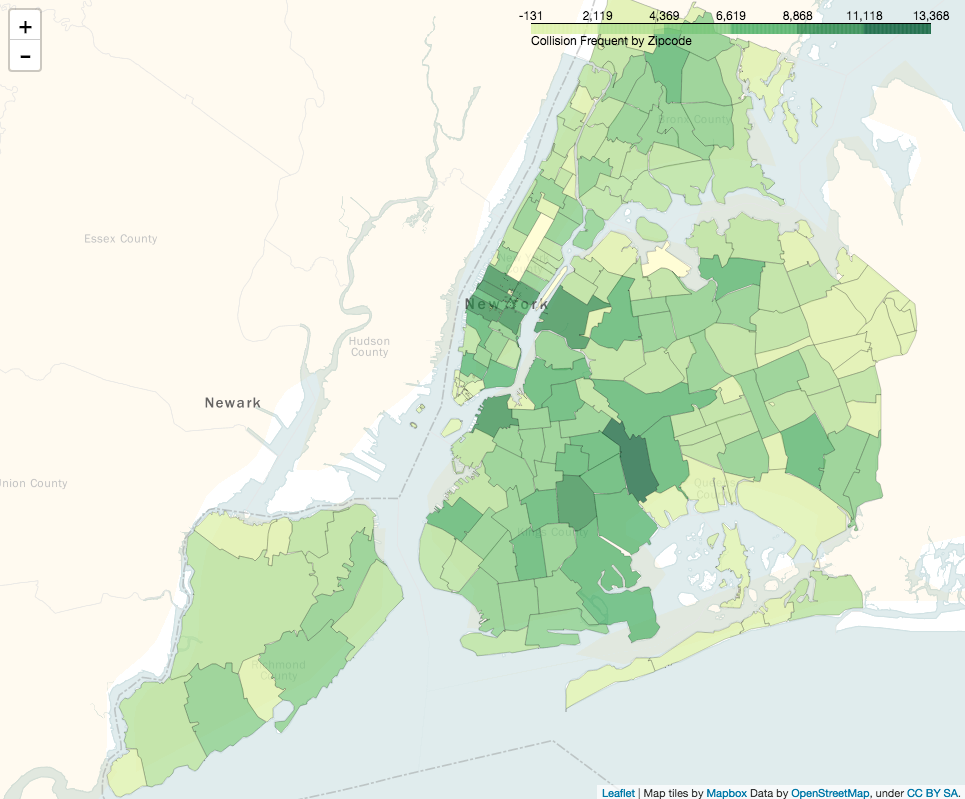 +
-131 2,119 4,369 6,619 8,868 11,118 13,368
Collision Frequent by Zipcode
−
Bronx County
Essex County
New York
Hudson
County
Newark
Union County
Queens
County
Kings County
Richmond
County
Leaflet | Map tiles by Mapbox Data by OpenStreetMap, under CC BY SA.